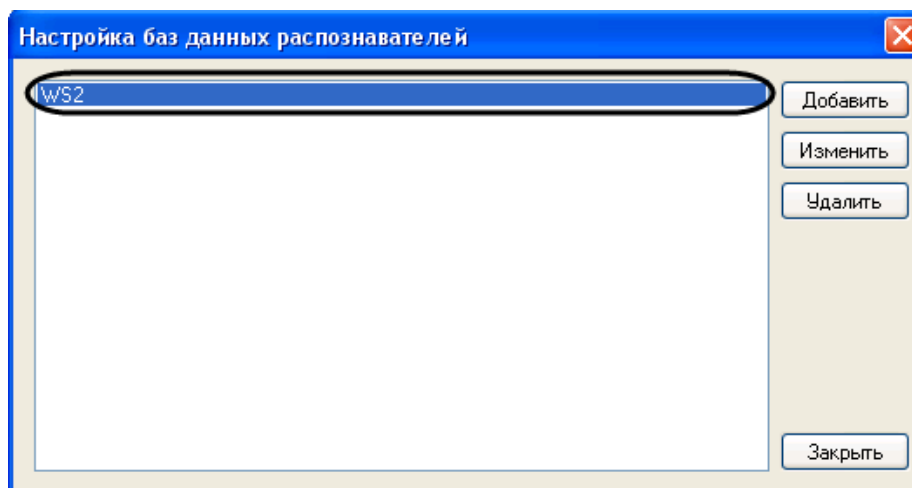 Настройка баз данных распознавателей
WS2
Добавить
Изменить
Удалить
Закрыть